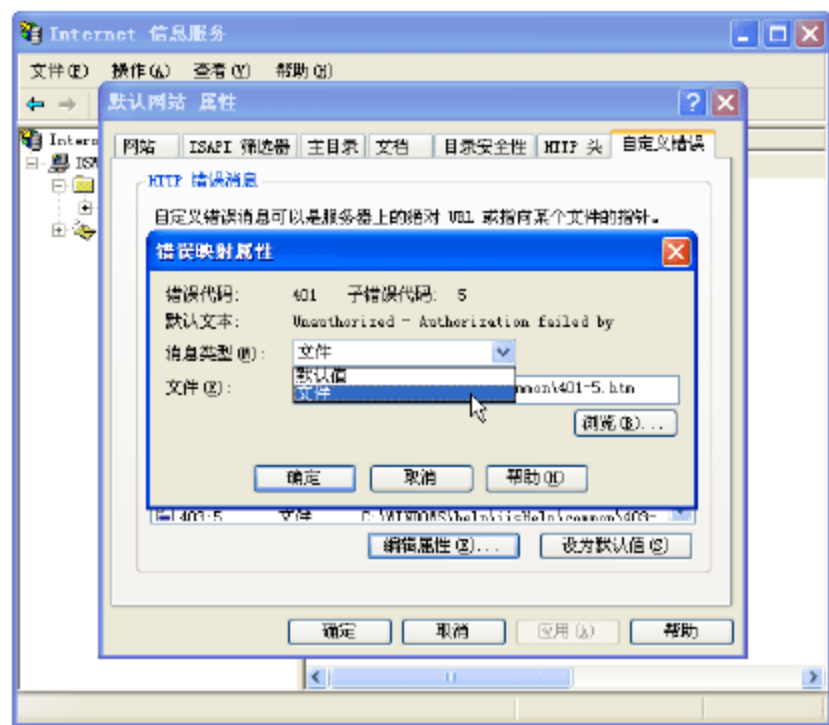 Internet 信息服务
文件(F) 操作(A) 查看(V) 帮助(H)
默认网站 属性
Intern
ISA
网站 ISAPI 筛选器 主目录 文档 目录安全性 HTTP 头 自定义错误
HTTP 错误消息
自定义错误消息可以是服务器上的绝对 URL 或指向某个文件的指针。
错误映射属性
错误代码: 401 子错误代码: 5
默认文本: Unauthorized - Authorization failed by
消息类型(M): 文件
默认值
文件
文件(F): mmon\401-5.htm
浏览(B)...
确定 取消 帮助(H)
403;5 文件 C:\WINDOWS\help\iisHelp\common\403-
编辑属性(E)... 设为默认值(S)
确定 取消 应用(A) 帮助